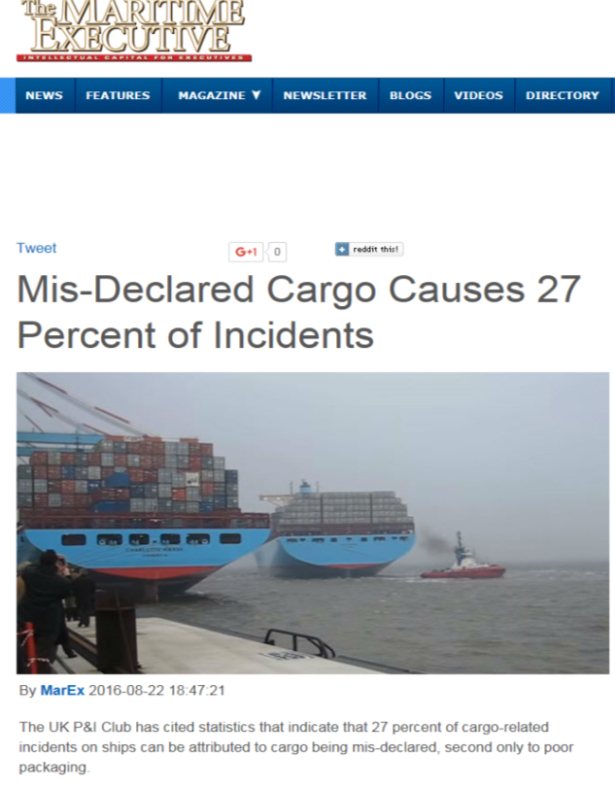 The MARITIME
EXECUTIVE
INTELLECTUAL CAPITAL FOR EXECUTIVES
NEWS FEATURES MAGAZINE NEWSLETTER BLOGS VIDEOS DIRECTORY
Tweet G+1 0 reddit this!
Mis-Declared Cargo Causes 27
Percent of Incidents
By MarEx 2016-08-22 18:47:21
The UK P&I Club has cited statistics that indicate that 27 percent of cargo-related
incidents on ships can be attributed to cargo being mis-declared, second only to poor
packaging.